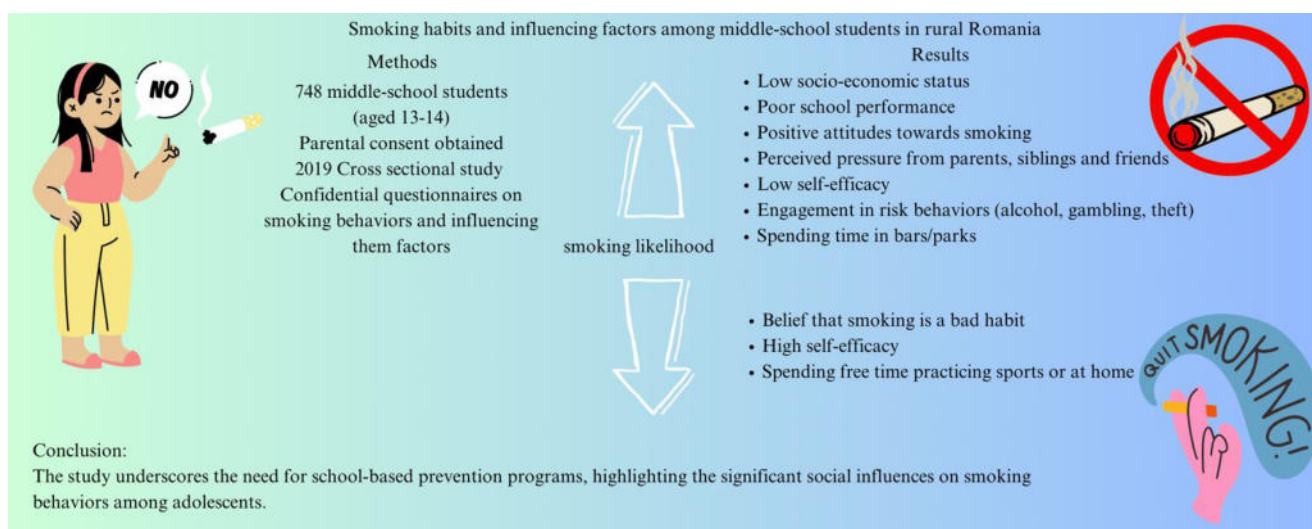 Smoking habits and influencing factors among middle-school students in rural Romania
Methods
748 middle-school students
(aged 13-14)
Parental consent obtained
2019 Cross sectional study
Confidential questionnaires on
smoking behaviors and influencing
them factors
NO
smoking likelihood
Results
• Low socio-economic status
• Poor school performance
• Positive attitudes towards smoking
• Perceived pressure from parents, siblings and friends
• Low self-efficacy
• Engagement in risk behaviors (alcohol, gambling, theft)
• Spending time in bars/parks
• Belief that smoking is a bad habit
• High self-efficacy
• Spending free time practicing sports or at home
QUIT SMOKING!
Conclusion:
The study underscores the need for school-based prevention programs, highlighting the significant social influences on smoking
behaviors among adolescents.